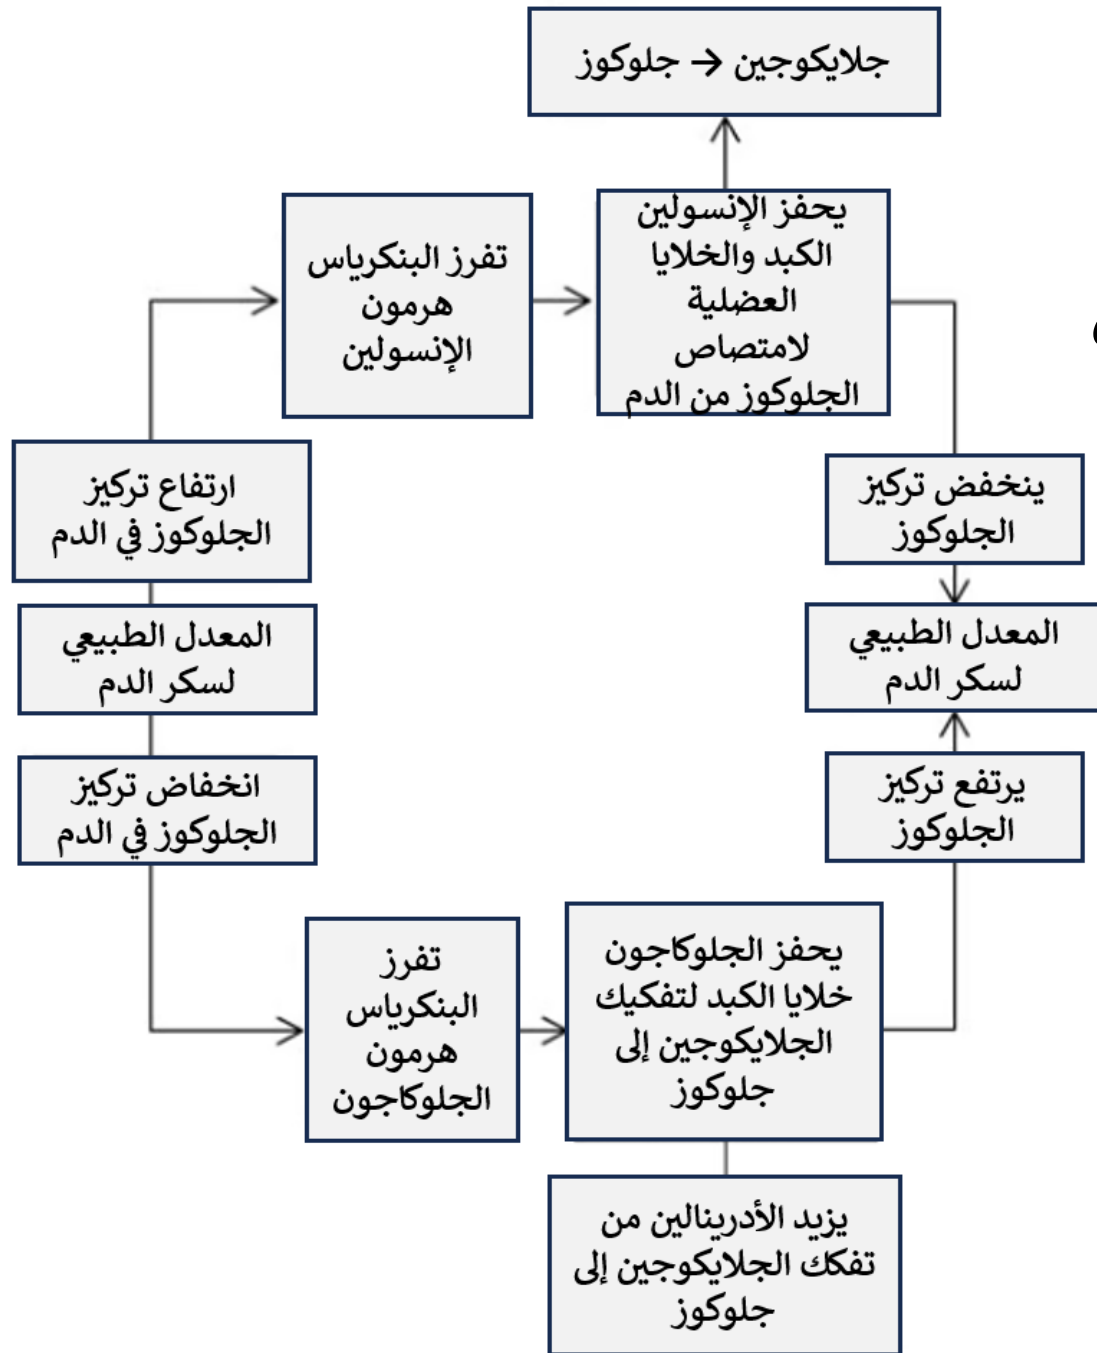 جلايكوجين → جلوكوز
تفرز البنكرياس
هرمون
الإنسولين
يحفز الإنسولين
الكبد والخلايا
العضلية
لامتصاص
الجلوكوز من الدم
ارتفاع تركيز
الجلوكوز في الدم
ينخفض تركيز
الجلوكوز
المعدل الطبيعي
لسكر الدم
المعدل الطبيعي
لسكر الدم
انخفاض تركيز
الجلوكوز في الدم
يرتفع تركيز
الجلوكوز
تفرز
البنكرياس
هرمون
الجلوكاجون
يحفز الجلوكاجون
خلايا الكبد لتفكيك
الجلايكوجين إلى
جلوكوز
يزيد الأدرينالين من
تفكك الجلايكوجين إلى
جلوكوز